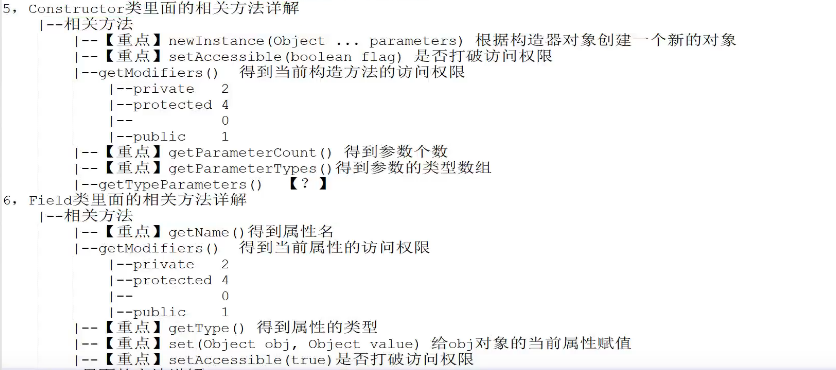 5，Constructor类里面的相关方法详解
|--相关方法
|--【重点】newInstance(Object ... parameters) 根据构造器对象创建一个新的对象
|--【重点】setAccessible(boolean flag) 是否打破访问权限
|--getModifiers() 得到当前构造方法的访问权限
|--private 2
|--protected 4
|-- 0
|--public 1
|--【重点】getParameterCount() 得到参数个数
|--【重点】getParameterTypes()得到参数的类型数组
|--getTypeParameters() 【？】
6，Field类里面的相关方法详解
|--相关方法
|--【重点】getName()得到属性名
|--getModifiers() 得到当前属性的访问权限
|--private 2
|--protected 4
|-- 0
|--public 1
|--【重点】getType() 得到属性的类型
|--【重点】set(Object obj, Object value) 给obj对象的当前属性赋值
|--【重点】setAccessible(true)是否打破访问权限